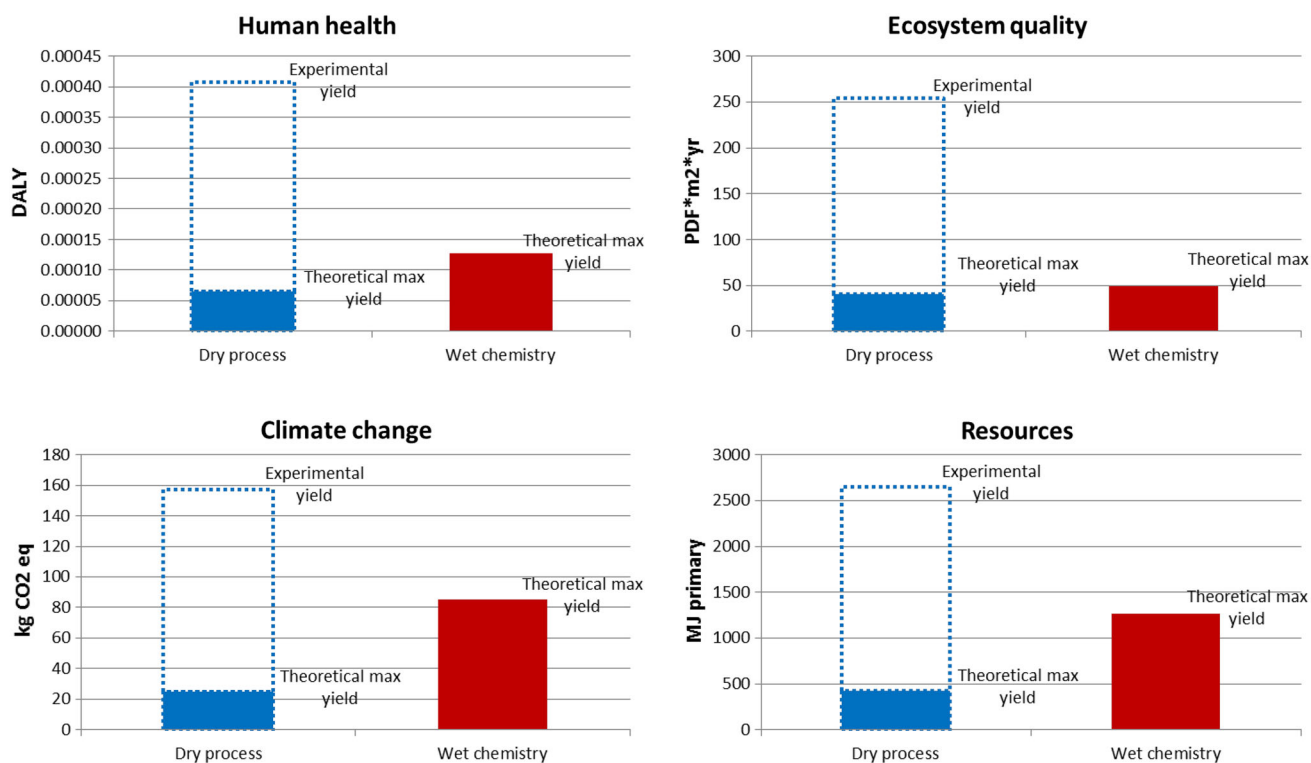 Human health
0.00045
0.00040
0.00035
0.00030
0.00025
0.00020
0.00015
0.00010
0.00005
0.00000
DALY
Experimental
yield
Theoretical max
yield
Theoretical max
yield
Dry process
Wet chemistry
Ecosystem quality
300
250
200
150
100
50
0
PDF*m2*yr
Experimental
yield
Theoretical max
yield
Theoretical max
yield
Dry process
Wet chemistry
Climate change
180
160
140
120
100
80
60
40
20
0
kg CO2 eq
Experimental
yield
Theoretical max
yield
Theoretical max
yield
Dry process
Wet chemistry
Resources
3000
2500
2000
1500
1000
500
0
MJ primary
Experimental
yield
Theoretical max
yield
Theoretical max
yield
Dry process
Wet chemistry